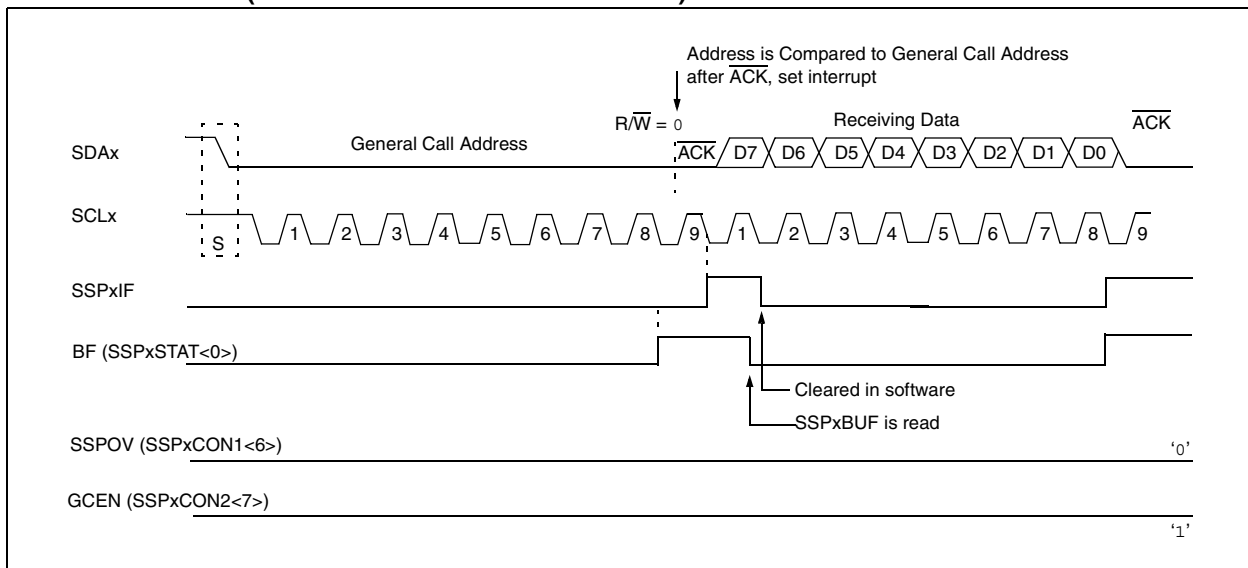 Address is Compared to General Call Address
after ACK, set interrupt
R/W = 0
Receiving Data
ACK
SDAx
General Call Address
ACK D7 D6 D5 D4 D3 D2 D1 D0
SCLx
S
1 2 3 4 5 6 7 8 9 1 2 3 4 5 6 7 8 9
SSPxIF
BF (SSPxSTAT<0>)
Cleared in software
SSPxBUF is read
SSPOV (SSPxCON1<6>)
‘0’
GCEN (SSPxCON2<7>)
‘1’